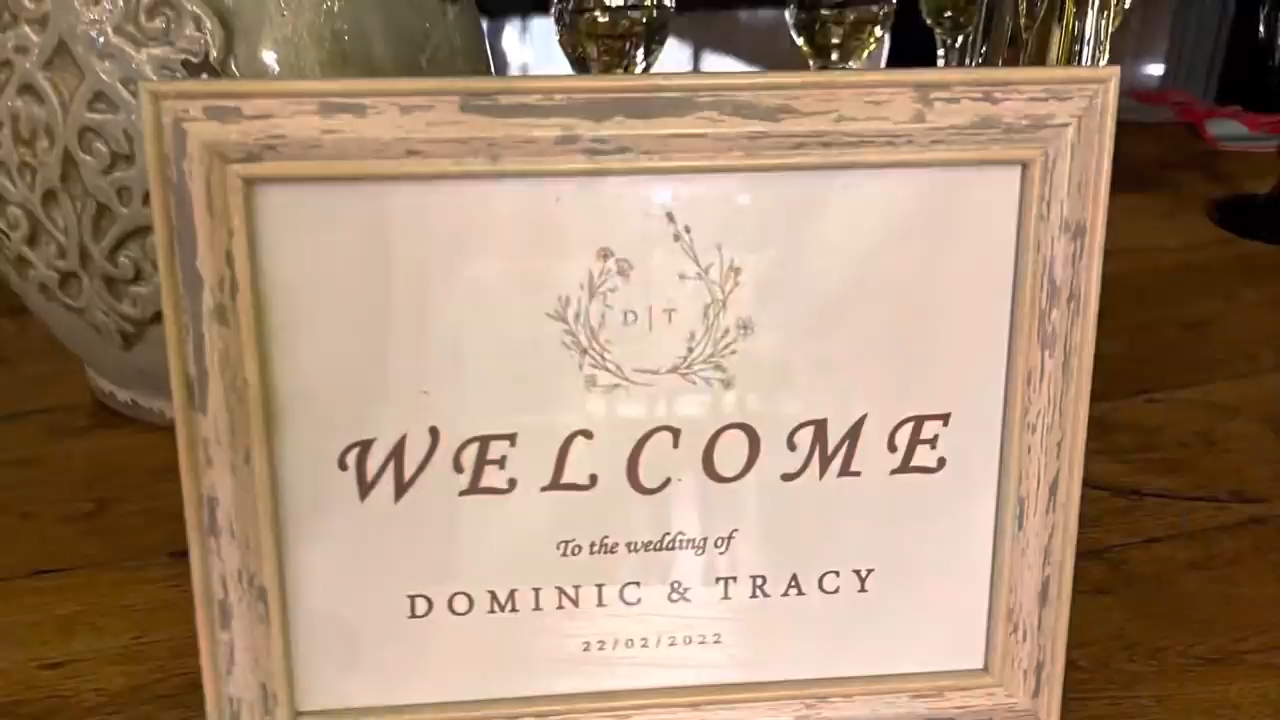 D|T
WELCOME
To the wedding of
DOMINIC & TRACY
22/02/2022